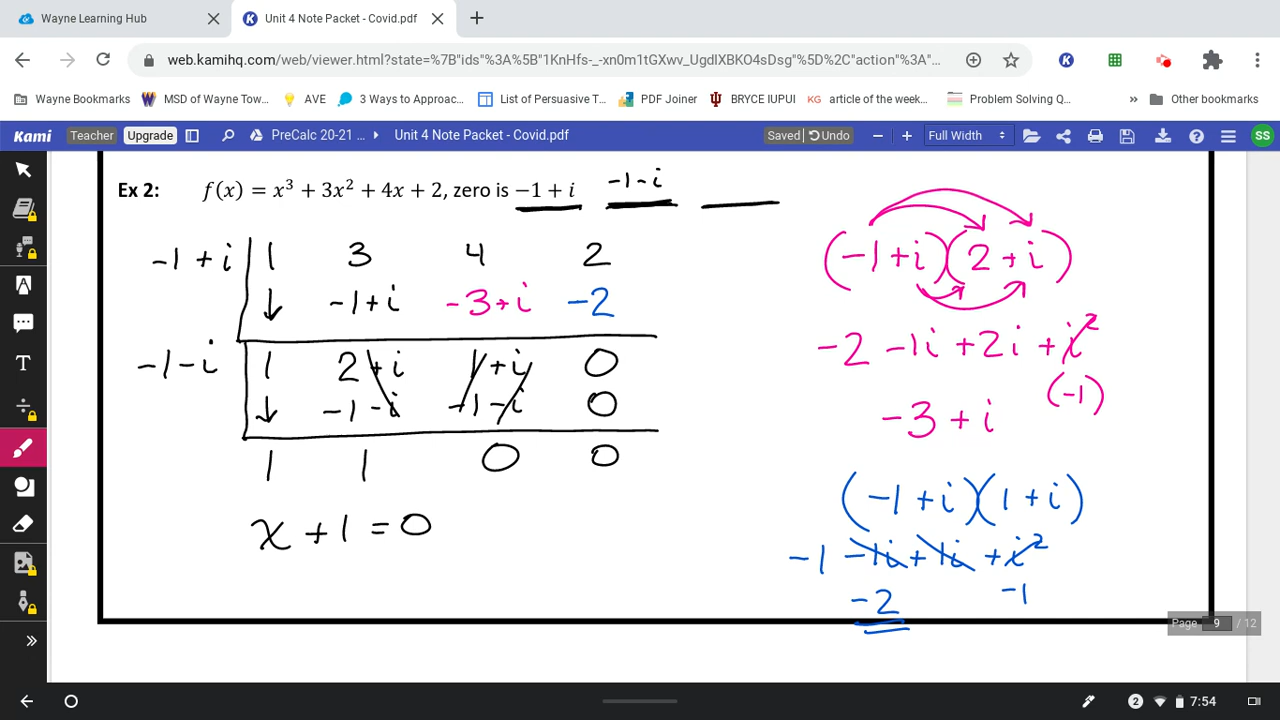 Wayne Learning Hub
Unit 4 Note Packet - Covid.pdf
web.kamihq.com/web/viewer.html?state=%7B"ids"%3A%5B"1KnHfs-_-xn0m1tGXwv_UgdIXBKO4sDsg"%5D%2C"action"%3A"...
Wayne Bookmarks MSD of Wayne Tow... AVE 3 Ways to Approac... List of Persuasive T... PDF Joiner BRYCE IUPUI KG article of the week... Problem Solving Q... » Other bookmarks
Kami Teacher Upgrade PreCalc 20-21 ... Unit 4 Note Packet - Covid.pdf Saved Undo Full Width SS
Ex 2: f(x) = x³ + 3x² + 4x + 2, zero is −1 + i −1−i
−1 + i 1 3 4 2
−1+i −3+i −2
−1−i 1 2+i 1+i 0
−1−i −1−i 0
1 1 0 0
x + 1 = 0
(−1+i)(2+i)
−2 −1i +2i +i²
(−1)
−3 + i
(−1+i)(1+i)
−1 −1i +1i +i²
−2 −1
Page 9 / 12
2 7:54